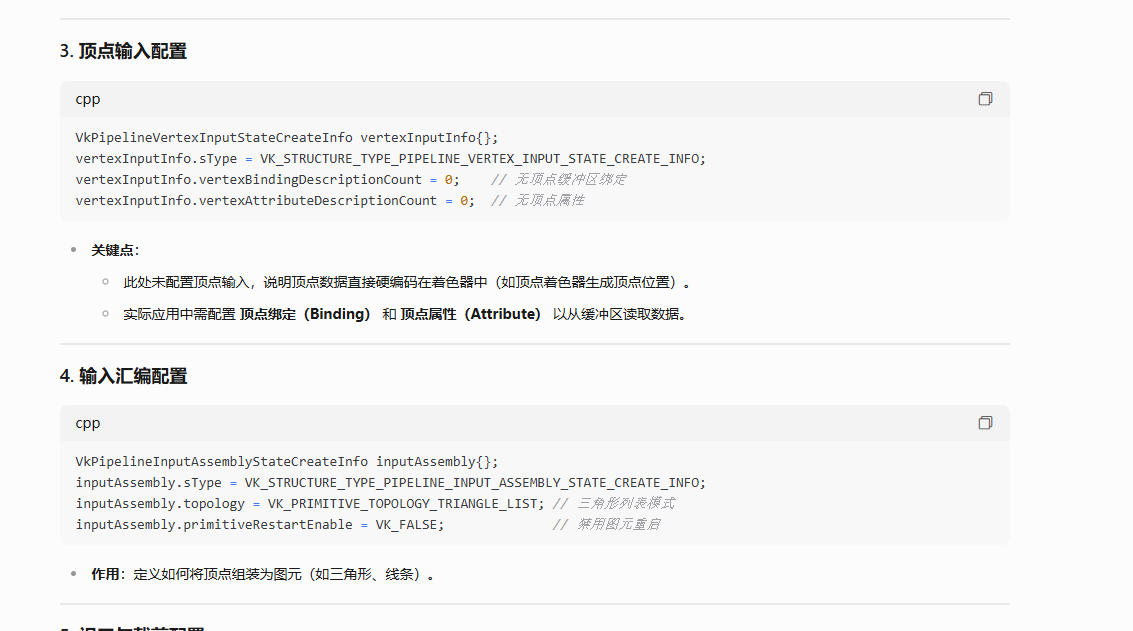 3. 顶点输入配置
cpp
VkPipelineVertexInputStateCreateInfo vertexInputInfo{};
vertexInputInfo.sType = VK_STRUCTURE_TYPE_PIPELINE_VERTEX_INPUT_STATE_CREATE_INFO;
vertexInputInfo.vertexBindingDescriptionCount = 0;    // 无顶点缓冲区绑定
vertexInputInfo.vertexAttributeDescriptionCount = 0;  // 无顶点属性
关键点：
此处未配置顶点输入，说明顶点数据直接硬编码在着色器中（如顶点着色器生成顶点位置）。
实际应用中需配置 顶点绑定（Binding） 和 顶点属性（Attribute） 以从缓冲区读取数据。
4. 输入汇编配置
cpp
VkPipelineInputAssemblyStateCreateInfo inputAssembly{};
inputAssembly.sType = VK_STRUCTURE_TYPE_PIPELINE_INPUT_ASSEMBLY_STATE_CREATE_INFO;
inputAssembly.topology = VK_PRIMITIVE_TOPOLOGY_TRIANGLE_LIST; // 三角形列表模式
inputAssembly.primitiveRestartEnable = VK_FALSE;              // 禁用图元重启
作用：定义如何将顶点组装为图元（如三角形、线条）。